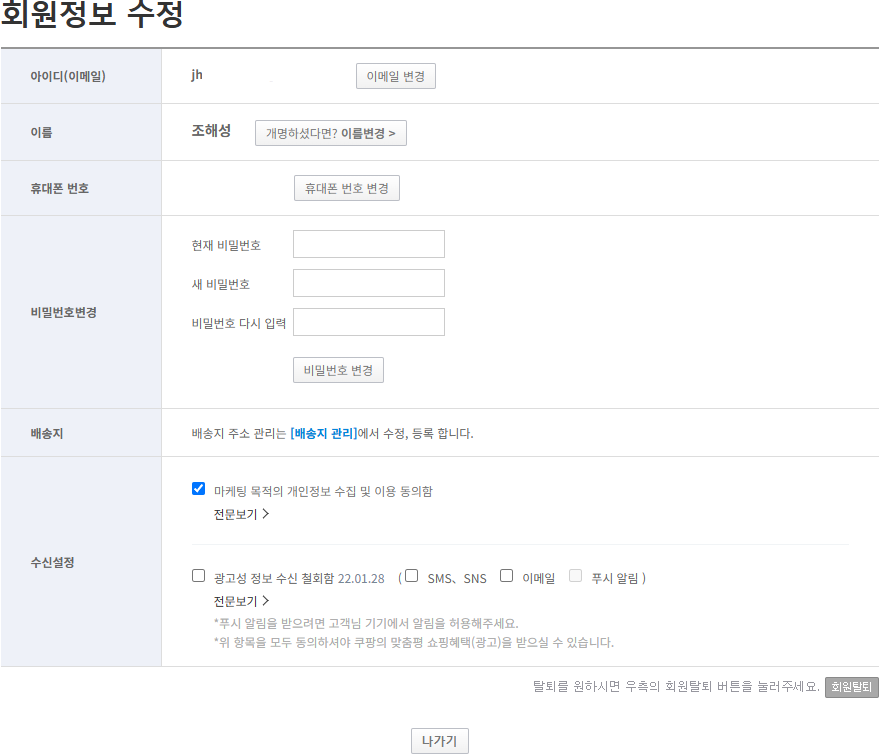 회원정보 수정
아이디(이메일)
jh
이메일 변경
이름
조해성
개명하셨다면? 이름변경 >
휴대폰 번호
휴대폰 번호 변경
비밀번호변경
현재 비밀번호
새 비밀번호
비밀번호 다시 입력
비밀번호 변경
배송지
배송지 주소 관리는 [배송지 관리]에서 수정, 등록 합니다.
수신설정
마케팅 목적의 개인정보 수집 및 이용 동의함
전문보기 >
광고성 정보 수신 철회함 22.01.28 ( SMS、SNS 이메일 푸시 알림 )
전문보기 >
*푸시 알림을 받으려면 고객님 기기에서 알림을 허용해주세요.
*위 항목을 모두 동의하셔야 쿠팡의 맞춤평 쇼핑혜택(광고)을 받으실 수 있습니다.
탈퇴를 원하시면 우측의 회원탈퇴 버튼을 눌러주세요. 회원탈퇴
나가기